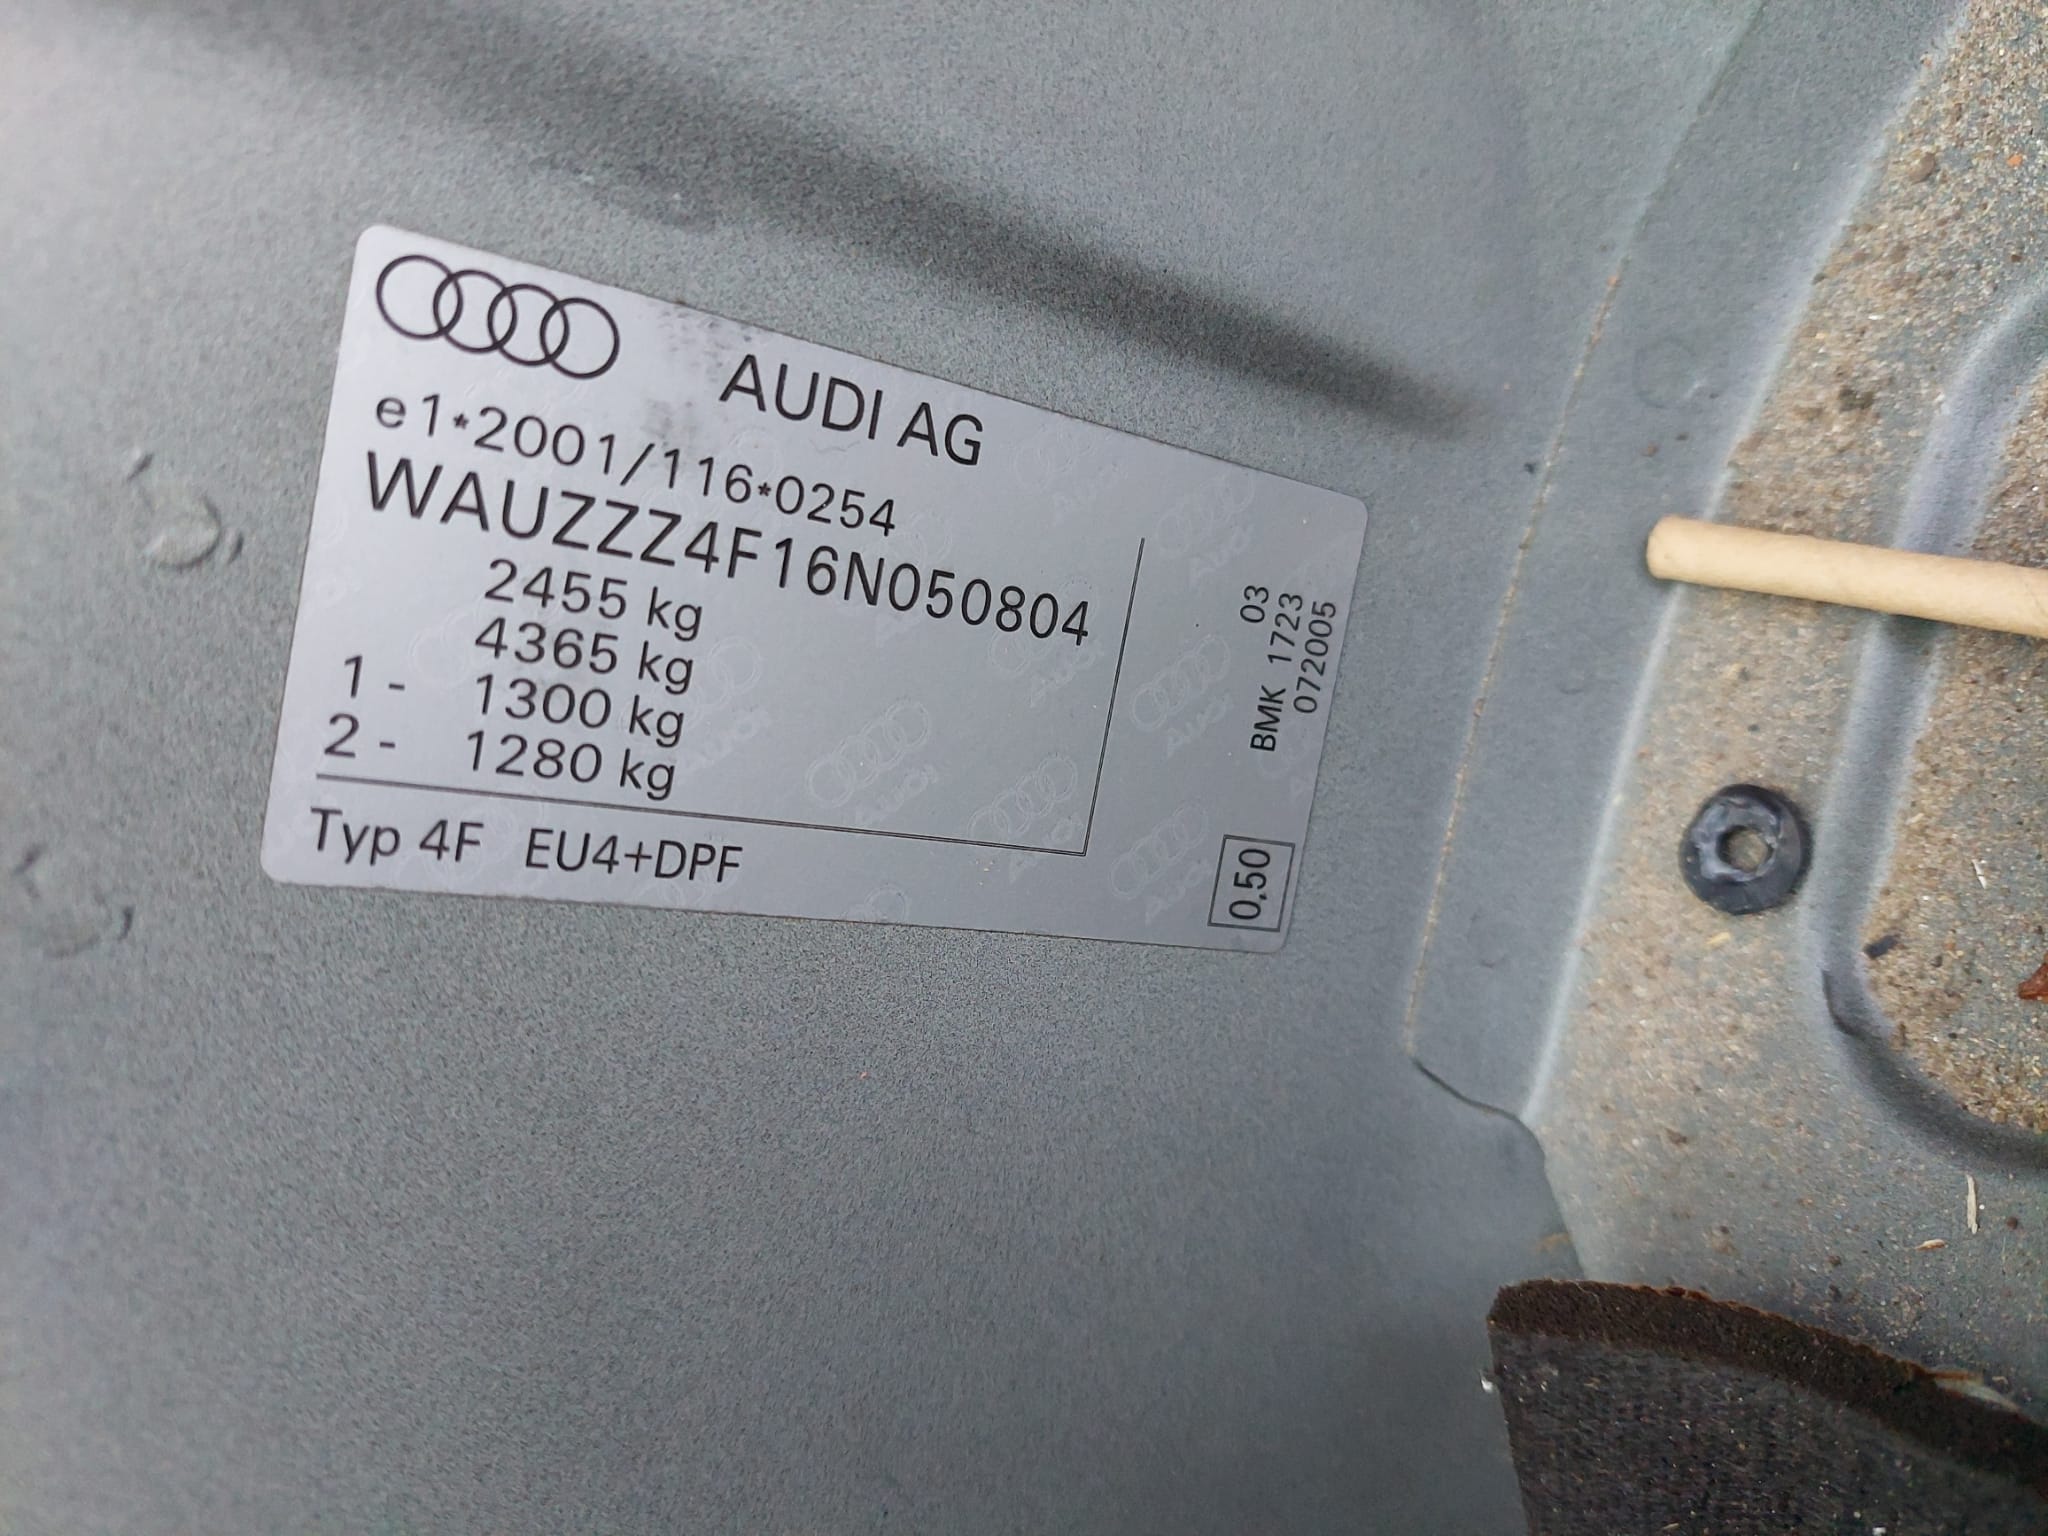 AUDI AG
e1*2001/116*0254
WAUZZZ4F16N050804
2455 kg
4365 kg
1 - 1300 kg
2 - 1280 kg
Typ 4F EU4+DPF
03
BMK 1723
072005
0.50